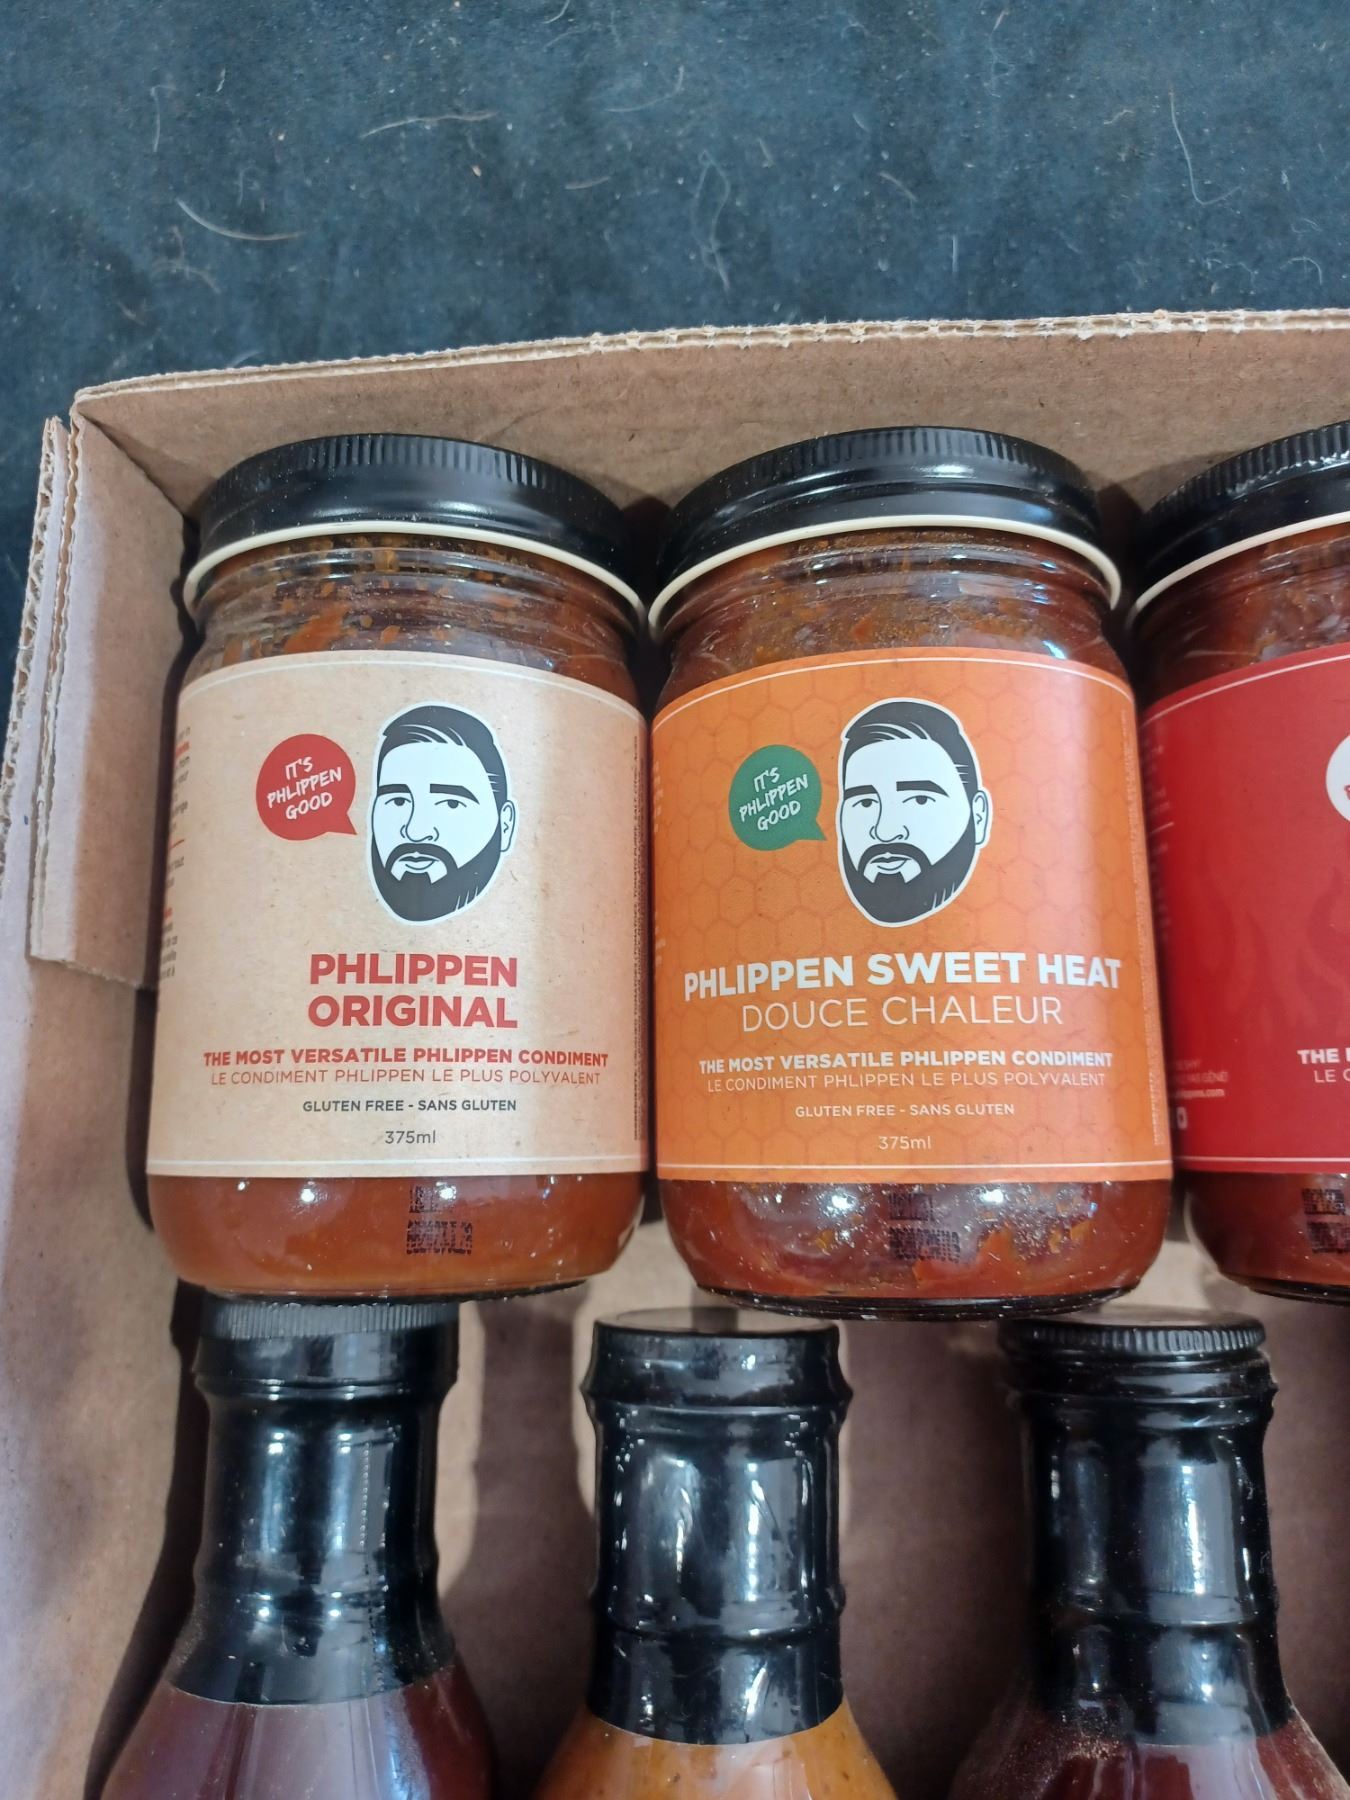 IT'S
PHLIPPEN
GOOD
PHLIPPEN
ORIGINAL
THE MOST VERSATILE PHLIPPEN CONDIMENT
LE CONDIMENT PHLIPPEN LE PLUS POLYVALENT
GLUTEN FREE - SANS GLUTEN
375ml
IT'S
PHLIPPEN
GOOD
PHLIPPEN SWEET HEAT
DOUCE CHALEUR
THE MOST VERSATILE PHLIPPEN CONDIMENT
LE CONDIMENT PHLIPPEN LE PLUS POLYVALENT
GLUTEN FREE - SANS GLUTEN
375ml
THE
LE